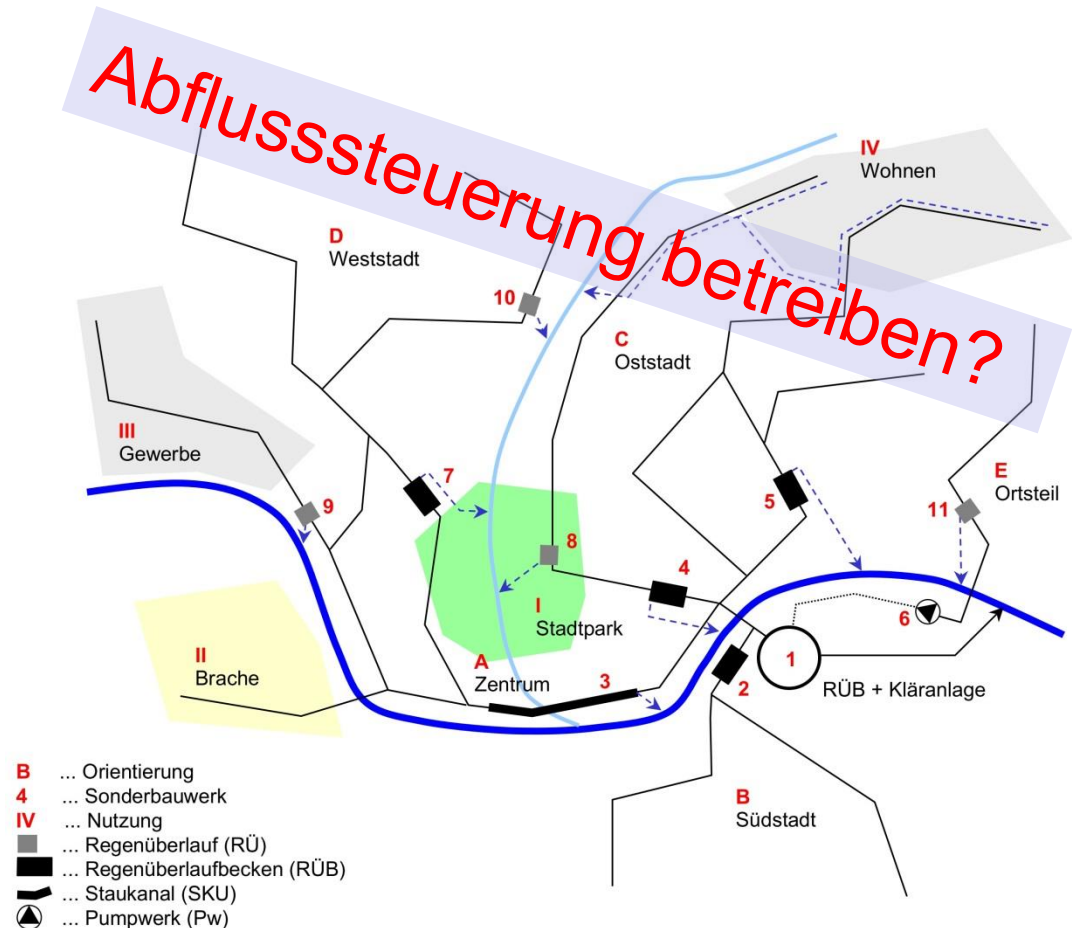 Abflusssteuerung betreiben?
IV
Wohnen
D
Weststadt
10
C
Oststadt
III
Gewerbe
9
7
8
5
E
Ortsteil
11
4
6
I
Stadtpark
II
Brache
A
Zentrum
3
2
1
RÜB + Kläranlage
B
Südstadt
B ... Orientierung
4 ... Sonderbauwerk
IV ... Nutzung
... Regenüberlauf (RÜ)
... Regenüberlaufbecken (RÜB)
... Staukanal (SKU)
... Pumpwerk (Pw)